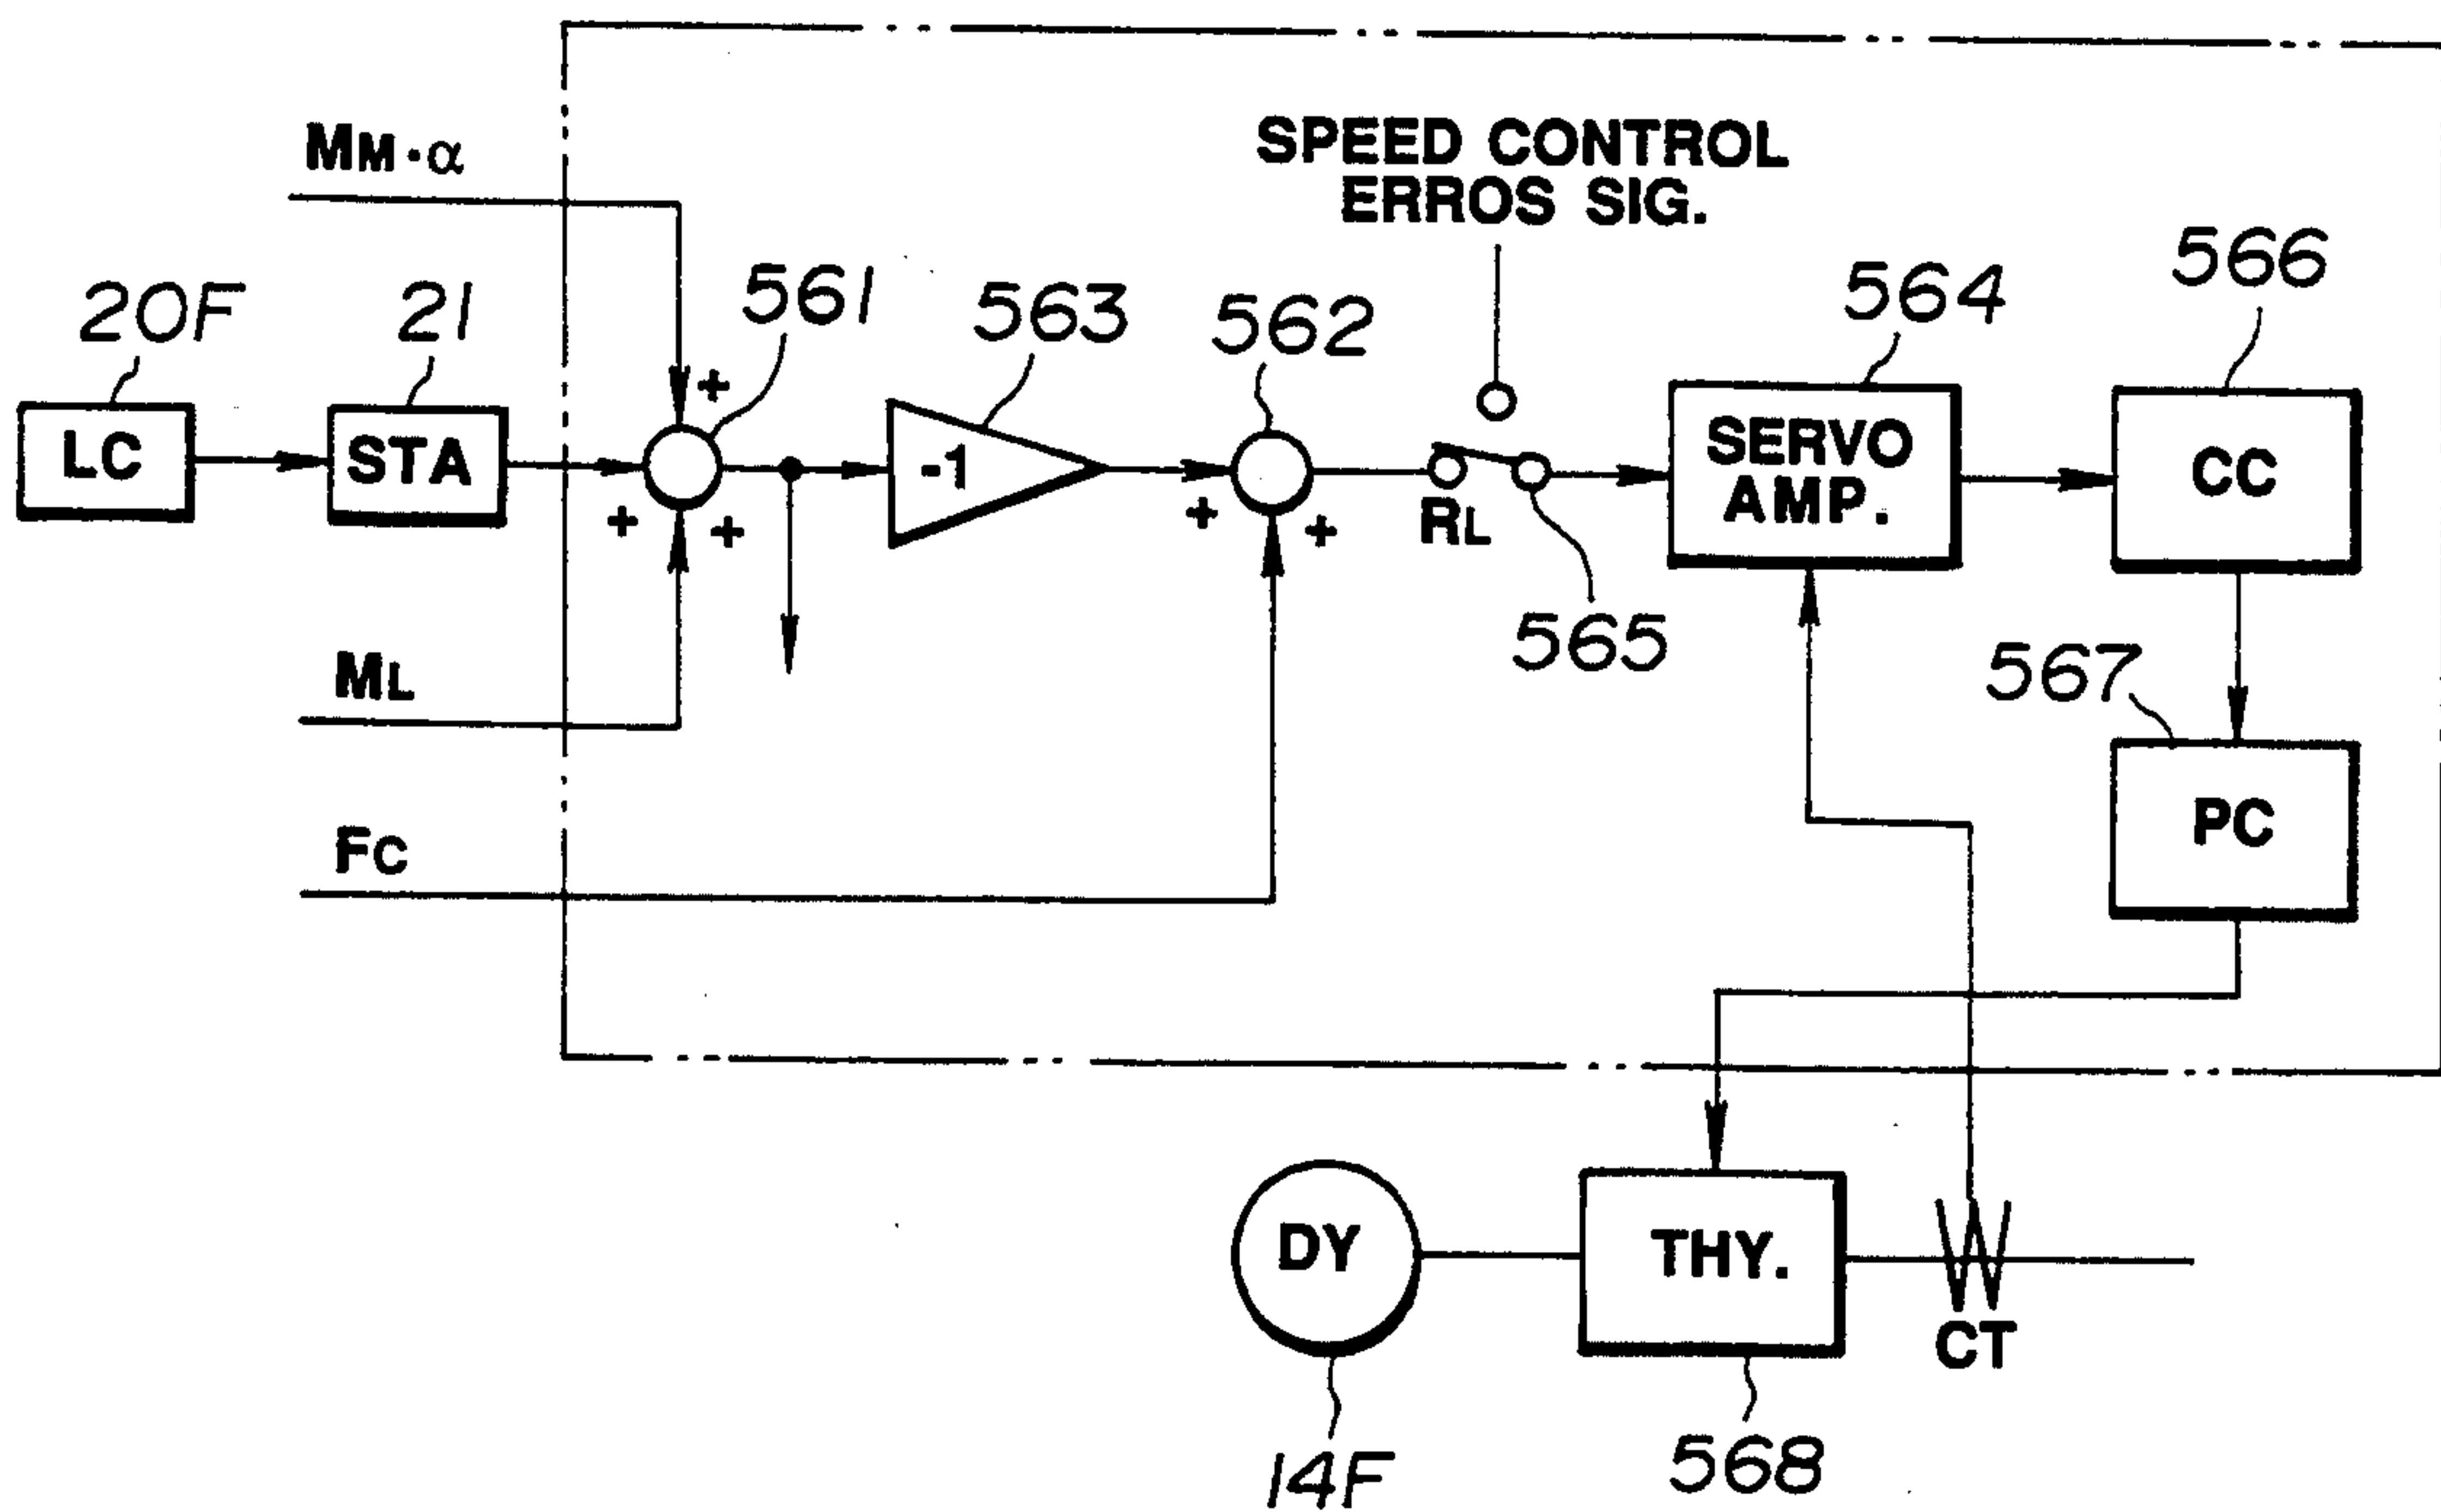 MM·α
SPEED CONTROL
ERROS SIG.
20F
21
561
563
562
564
566
LC
STA
+
+
+
-1
+
+
RL
SERVO
AMP.
CC
565
ML
567
FC
PC
DY
THY.
CT
14F
568